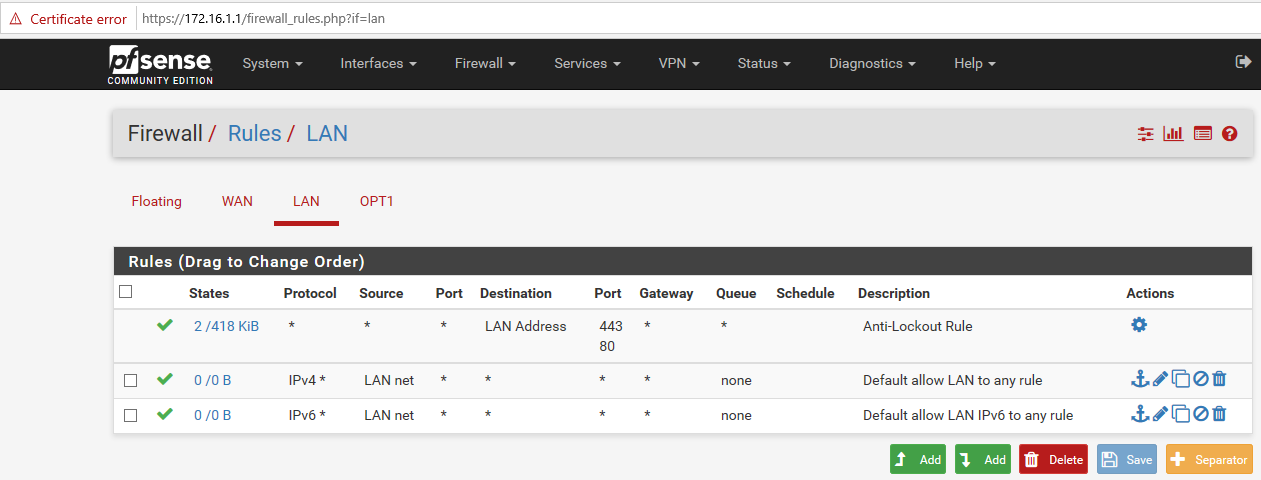 Certificate error https://172.16.1.1/firewall_rules.php?if=lan
pfsense System Interfaces Firewall Services VPN Status Diagnostics Help
COMMUNITY EDITION
Firewall / Rules / LAN ?
Floating WAN LAN OPT1
Rules (Drag to Change Order)
States Protocol Source Port Destination Port Gateway Queue Schedule Description Actions
2 /418 KiB * * * LAN Address 443 * * Anti-Lockout Rule
80
0 /0 B IPv4 * LAN net * * * * none Default allow LAN to any rule
0 /0 B IPv6 * LAN net * * * * none Default allow LAN IPv6 to any rule
Add Add Delete Save Separator